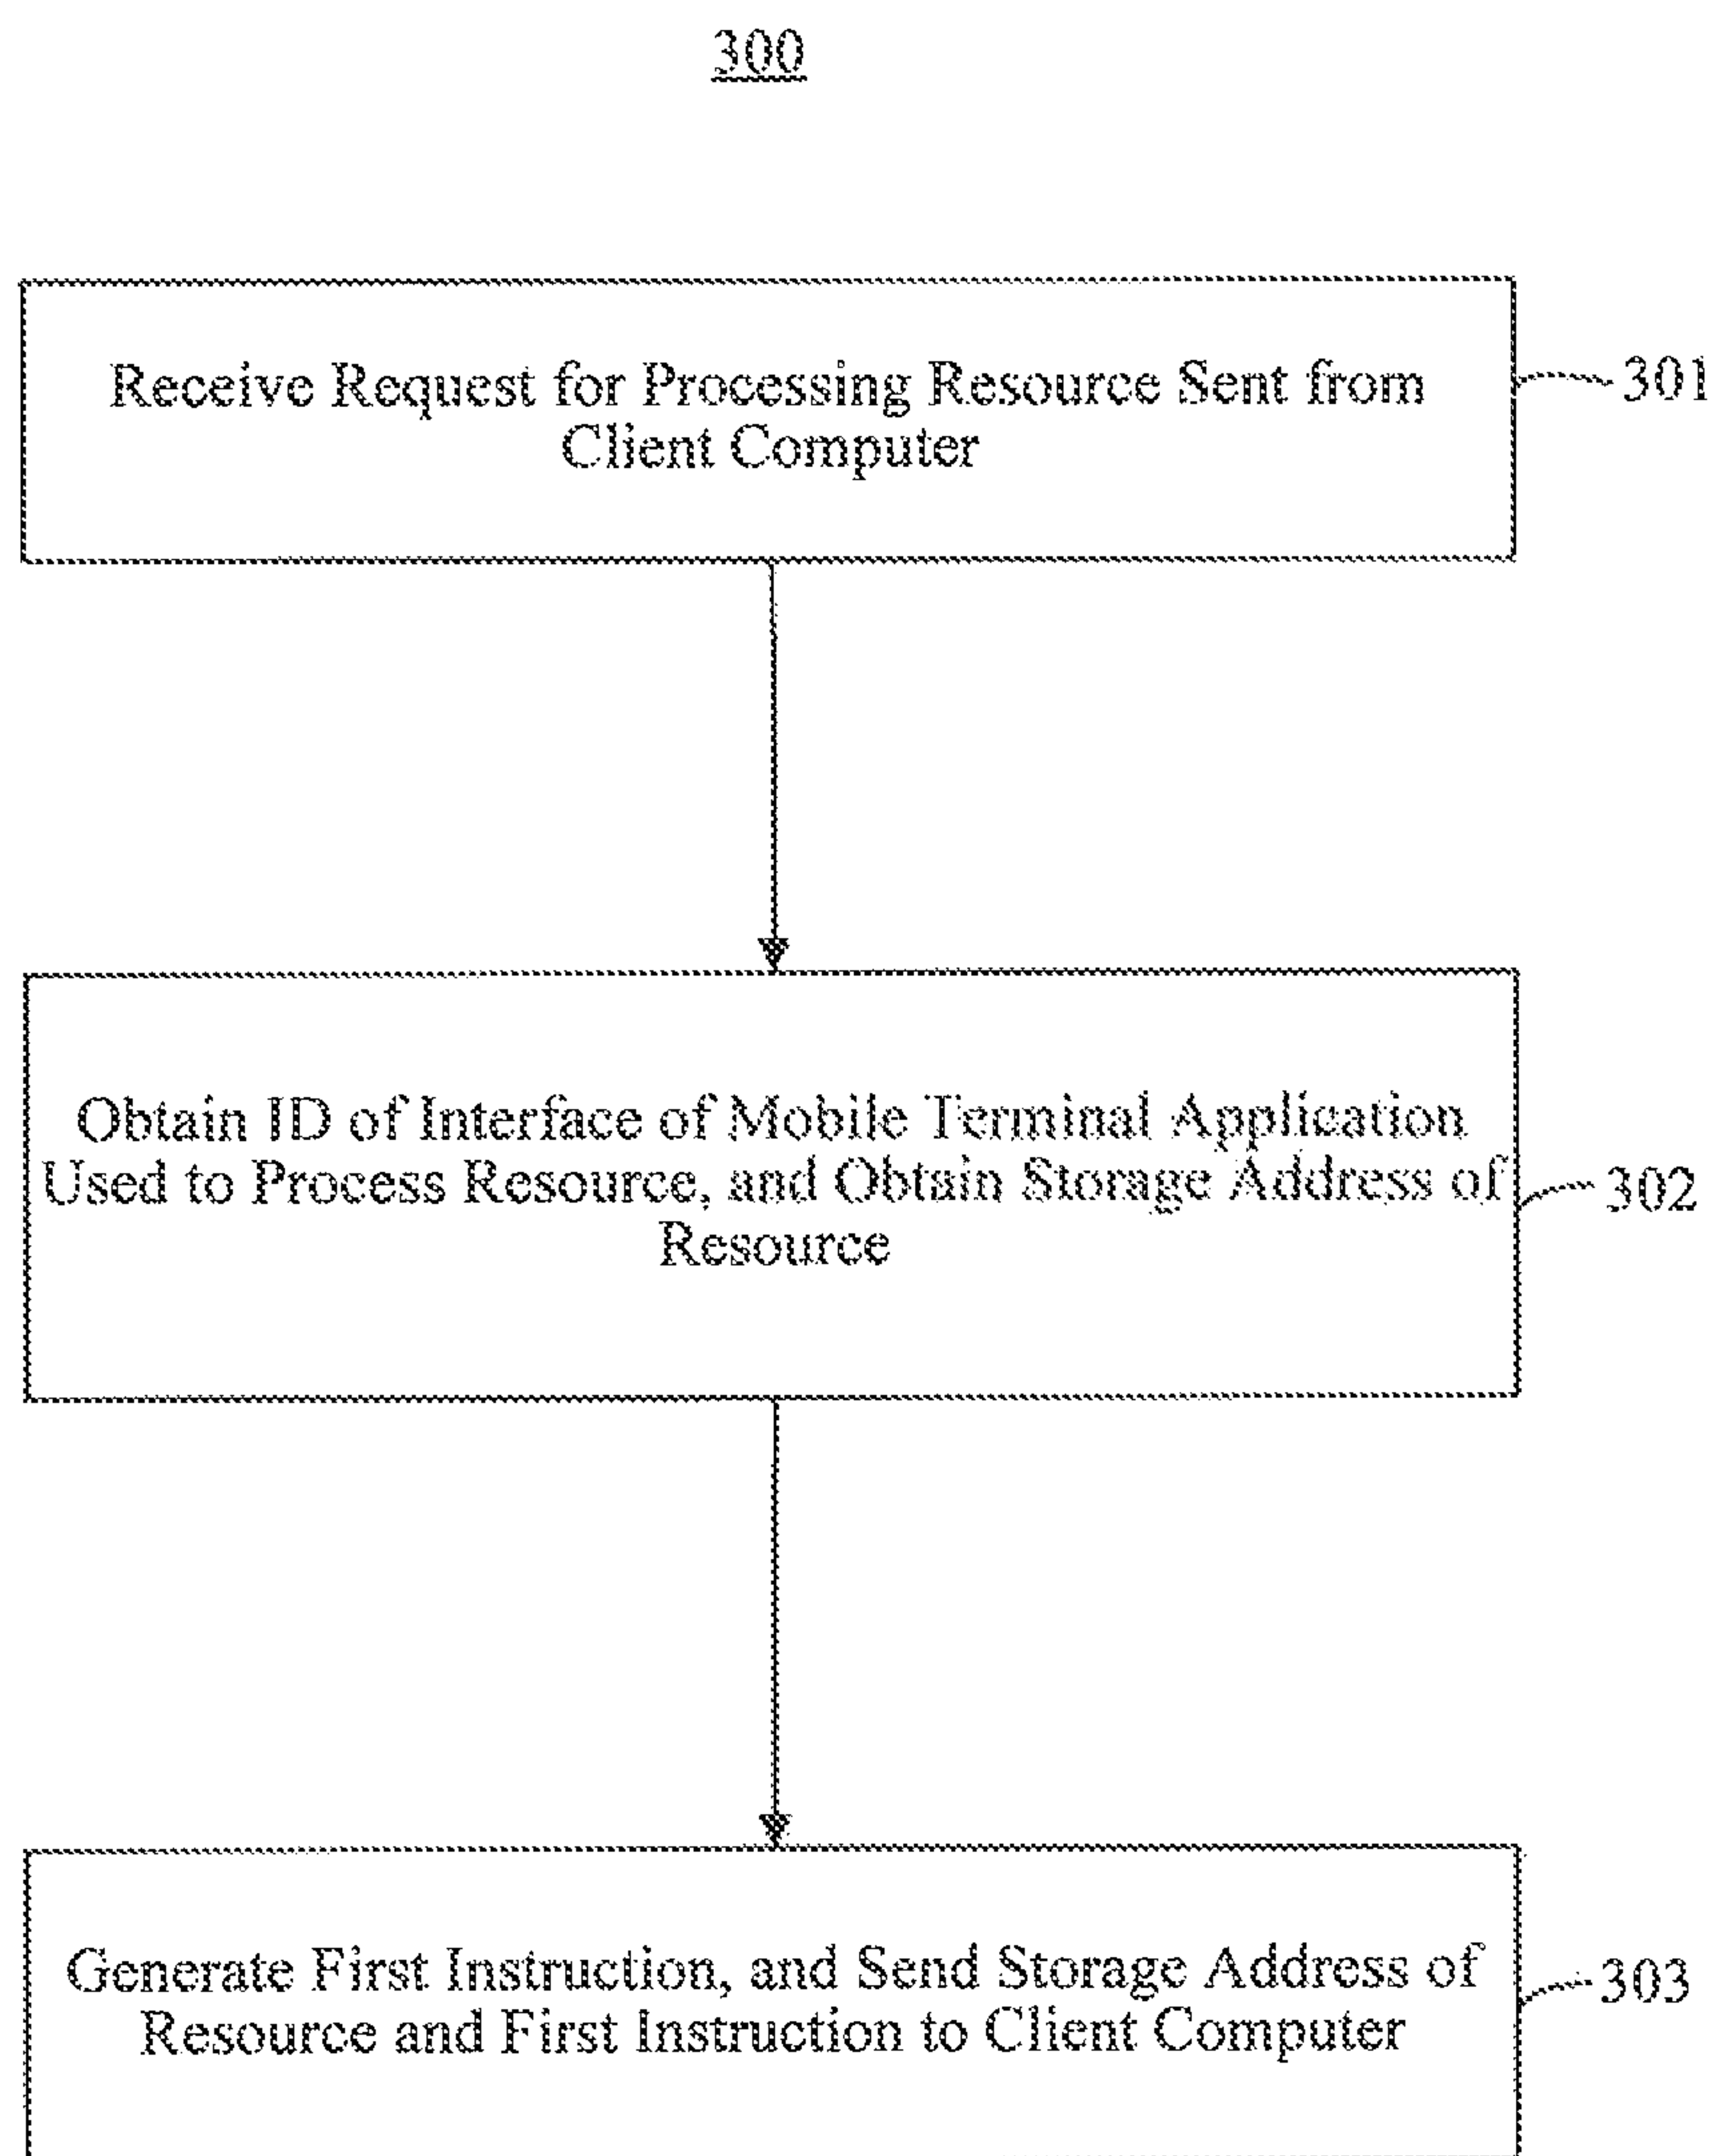 300
Receive Request for Processing Resource Sent from
Client Computer
301
Obtain ID of Interface of Mobile Terminal Application
Used to Process Resource, and Obtain Storage Address of
Resource
302
Generate First Instruction, and Send Storage Address of
Resource and First Instruction to Client Computer
303